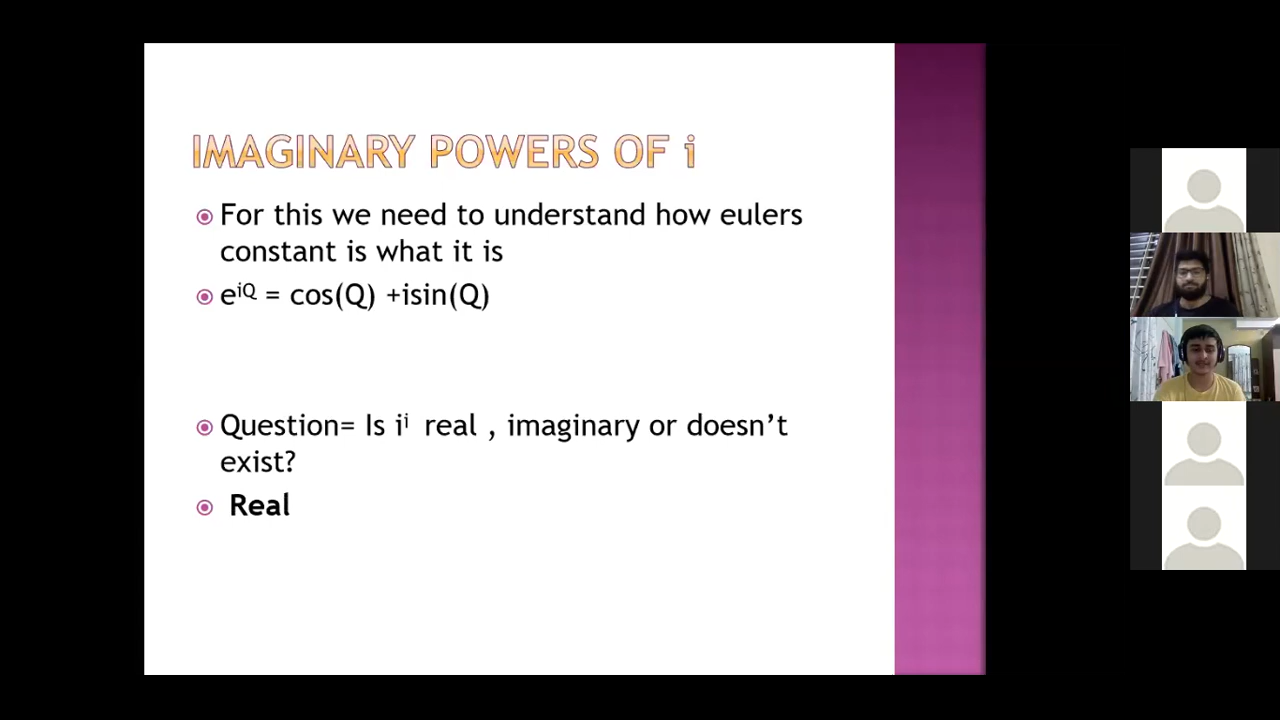 IMAGINARY POWERS OF i
For this we need to understand how eulers
constant is what it is
e^iQ = cos(Q) +isin(Q)
Question= Is i^i real , imaginary or doesn’t
exist?
Real